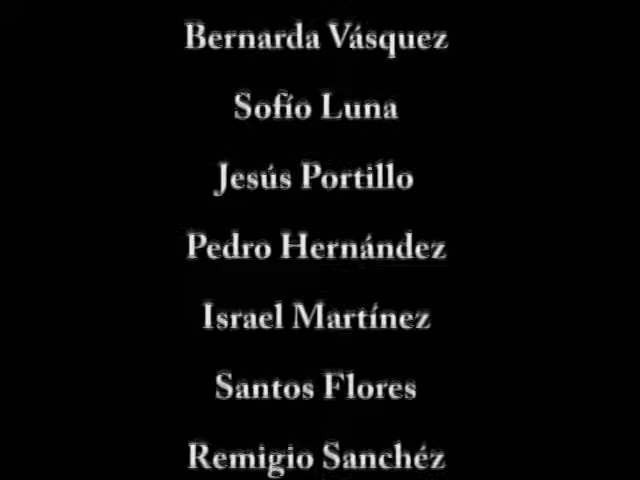 Bernarda Vásquez
Sofío Luna
Jesús Portillo
Pedro Hernández
Israel Martínez
Santos Flores
Remigio Sanchéz